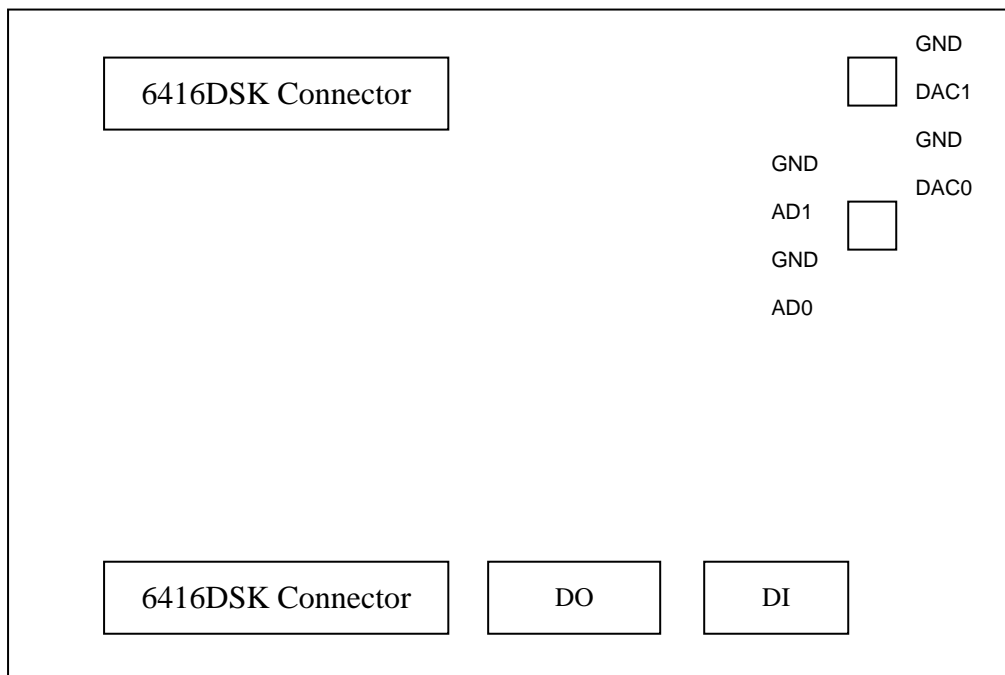 GND
6416DSK Connector
DAC1
GND
GND
DAC0
AD1
GND
AD0
6416DSK Connector
DO
DI